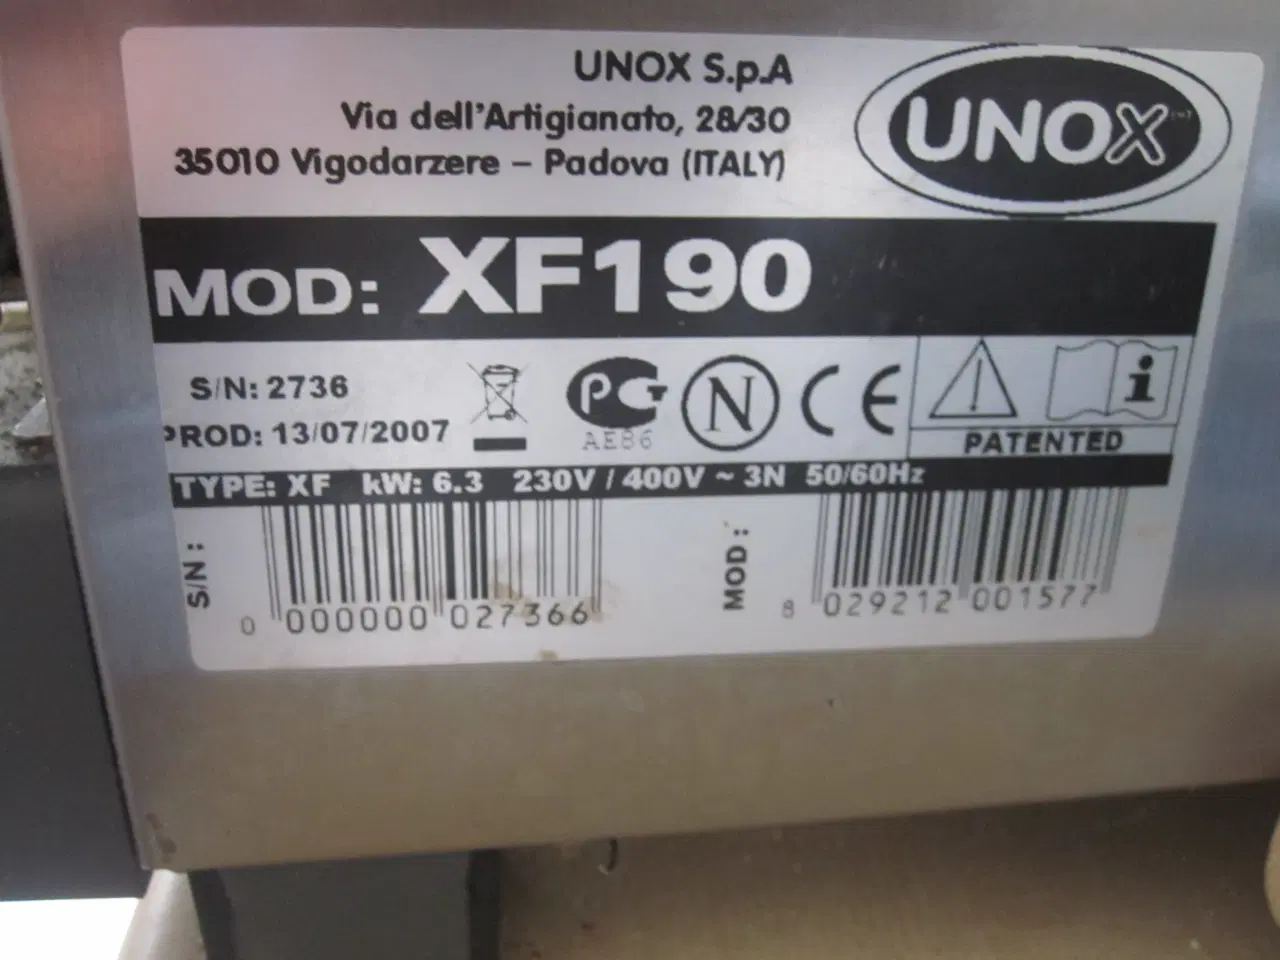 UNOX S.p.A
Via dell'Artigianato, 28/30
35010 Vigodarzere – Padova (ITALY)
UNOX
MOD: XF190
S/N: 2736
PROD: 13/07/2007
PG
AE86
N
CE
i
PATENTED
TYPE: XF kW: 6.3 230V / 400V ~ 3N 50/60Hz
S/N:
0 000000 027366
MOD:
8 029212 001577